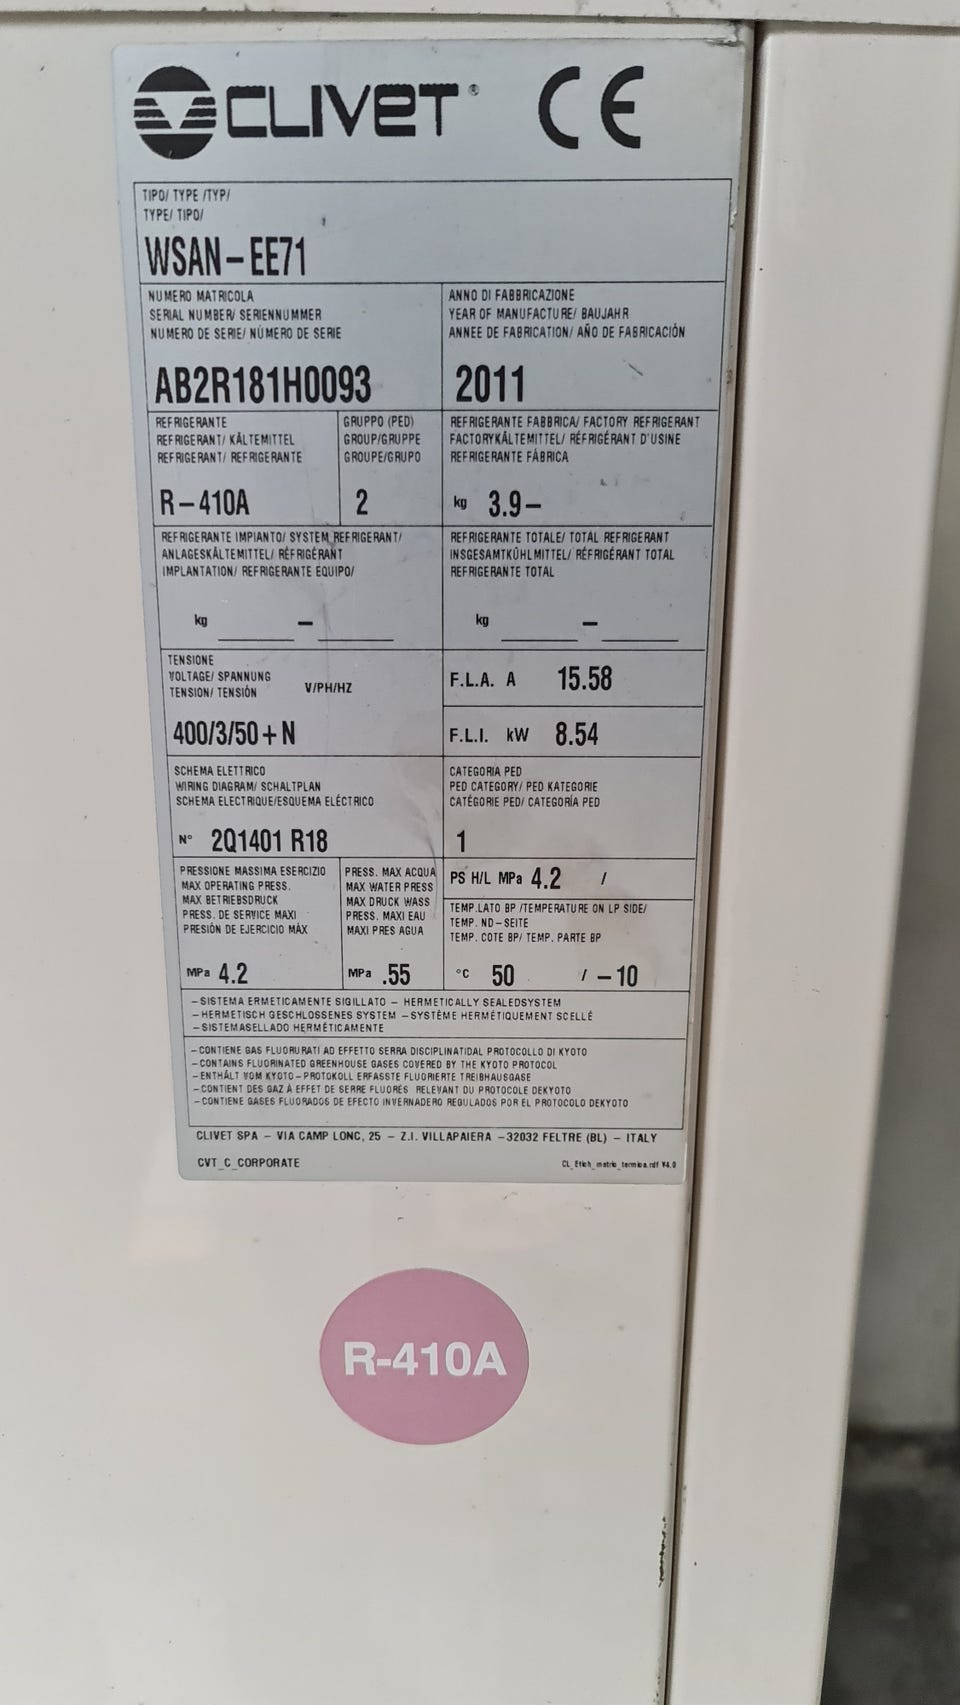 CLIVET ® CE
TIPO/ TYPE /TYP/
TYPE/ TIPO/
WSAN-EE71
NUMERO MATRICOLA
SERIAL NUMBER/ SERIENNUMMER
NUMERO DE SERIE/ NÚMERO DE SERIE
AB2R181H0093
ANNO DI FABBRICAZIONE
YEAR OF MANUFACTURE/ BAUJAHR
ANNEE DE FABRICATION/ AÑO DE FABRICACIÓN
2011
REFRIGERANTE
REFRIGERANT/ KÄLTEMITTEL
REFRIGERANT/ REFRIGERANTE
R-410A
GRUPPO (PED)
GROUP/GRUPPE
GROUPE/GRUPO
2
REFRIGERANTE FABBRICA/ FACTORY REFRIGERANT
FACTORYKÄLTEMITTEL/ RÉFRIGÉRANT D'USINE
REFRIGERANTE FÁBRICA
kg 3.9-
REFRIGERANTE IMPIANTO/ SYSTEM REFRIGERANT/
ANLAGESKÄLTEMITTEL/ RÉFRIGÉRANT
IMPLANTATION/ REFRIGERANTE EQUIPO/
kg -
REFRIGERANTE TOTALE/ TOTAL REFRIGERANT
INSGESAMTKÜHLMITTEL/ RÉFRIGÉRANT TOTAL
REFRIGERANTE TOTAL
kg -
TENSIONE
VOLTAGE/ SPANNUNG
TENSION/ TENSIÓN V/PH/HZ
400/3/50+N
F.L.A. A 15.58
F.L.I. kW 8.54
SCHEMA ELETTRICO
WIRING DIAGRAM/ SCHALTPLAN
SCHEMA ELECTRIQUE/ESQUEMA ELÉCTRICO
N° 2Q1401 R18
CATEGORIA PED
PED CATEGORY/ PED KATEGORIE
CATÉGORIE PED/ CATEGORÍA PED
1
PRESSIONE MASSIMA ESERCIZIO
MAX OPERATING PRESS.
MAX BETRIEBSDRUCK
PRESS. DE SERVICE MAXI
PRESIÓN DE EJERCICIO MÁX
MPa 4.2
PRESS. MAX ACQUA
MAX WATER PRESS
MAX DRUCK WASS
PRESS. MAXI EAU
MAXI PRES AGUA
MPa .55
PS H/L MPa 4.2 /
TEMP.LATO BP /TEMPERATURE ON LP SIDE/
TEMP. ND-SEITE
TEMP. COTE BP/ TEMP. PARTE BP
°C 50 / -10
-SISTEMA ERMETICAMENTE SIGILLATO - HERMETICALLY SEALEDSYSTEM
-HERMETISCH GESCHLOSSENES SYSTEM -SYSTÈME HERMÉTIQUEMENT SCELLÉ
-SISTEMASELLADO HERMÉTICAMENTE
-CONTIENE GAS FLUORURATI AD EFFETTO SERRA DISCIPLINATIDAL PROTOCOLLO DI KYOTO
-CONTAINS FLUORINATED GREENHOUSE GASES COVERED BY THE KYOTO PROTOCOL
-ENTHÄLT VOM KYOTO-PROTOKOLL ERFASSTE FLUORIERTE TREIBHAUSGASE
-CONTIENT DES GAZ À EFFET DE SERRE FLUORÉS RELEVANT DU PROTOCOLE DEKYOTO
-CONTIENE GASES FLUORADOS DE EFECTO INVERNADERO REGULADOS POR EL PROTOCOLO DEKYOTO
CLIVET SPA - VIA CAMP LONC, 25 - Z.I. VILLAPAIERA -32032 FELTRE (BL) - ITALY
CVT_C_CORPORATE CL_Etich_matric_termica.rdf V4.0
R-410A